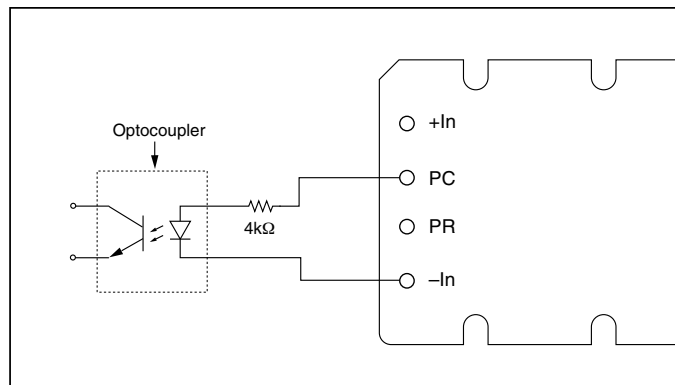 Optocoupler
4kΩ
+In
PC
PR
–In